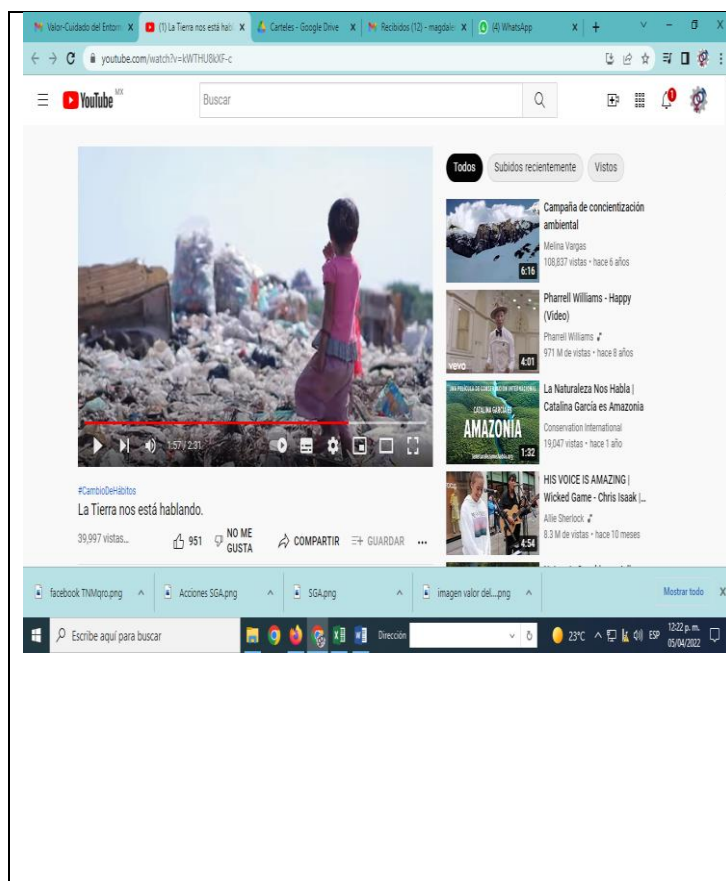 Valor-Cuidado del Entorn X
(1) La Tierra nos está habl X
Carteles - Google Drive X
Recibidos (12) - magdale X
(4) WhatsApp X
youtube.com/watch?v=kWTHU8kXF-c
YouTube MX
Buscar
1
Todos
Subidos recientemente
Vistos
Campaña de concientización
ambiental
Melina Vargas
108,837 vistas • hace 6 años
6:16
Pharrell Williams - Happy
(Video)
Pharrell Williams
971 M de vistas • hace 8 años
vevo
4:01
La Naturaleza Nos Habla |
Catalina García es Amazonia
Conservation International
19,047 vistas • hace 1 año
CATALINA GARCÍA ES
AMAZONÍA
1:32
HIS VOICE IS AMAZING |
Wicked Game - Chris Isaak |...
Allie Sherlock
8.3 M de vistas • hace 10 meses
4:54
1:57 / 2:31
#CambioDeHábitos
La Tierra nos está hablando.
39,997 vistas...
951
NO ME
GUSTA
COMPARTIR
GUARDAR
...
facebook TNMqro.png
Acciones SGA.png
SGA.png
imagen valor del....png
Mostrar todo X
Escribe aquí para buscar
Dirección
23°C
ESP
12:22 p. m.
05/04/2022